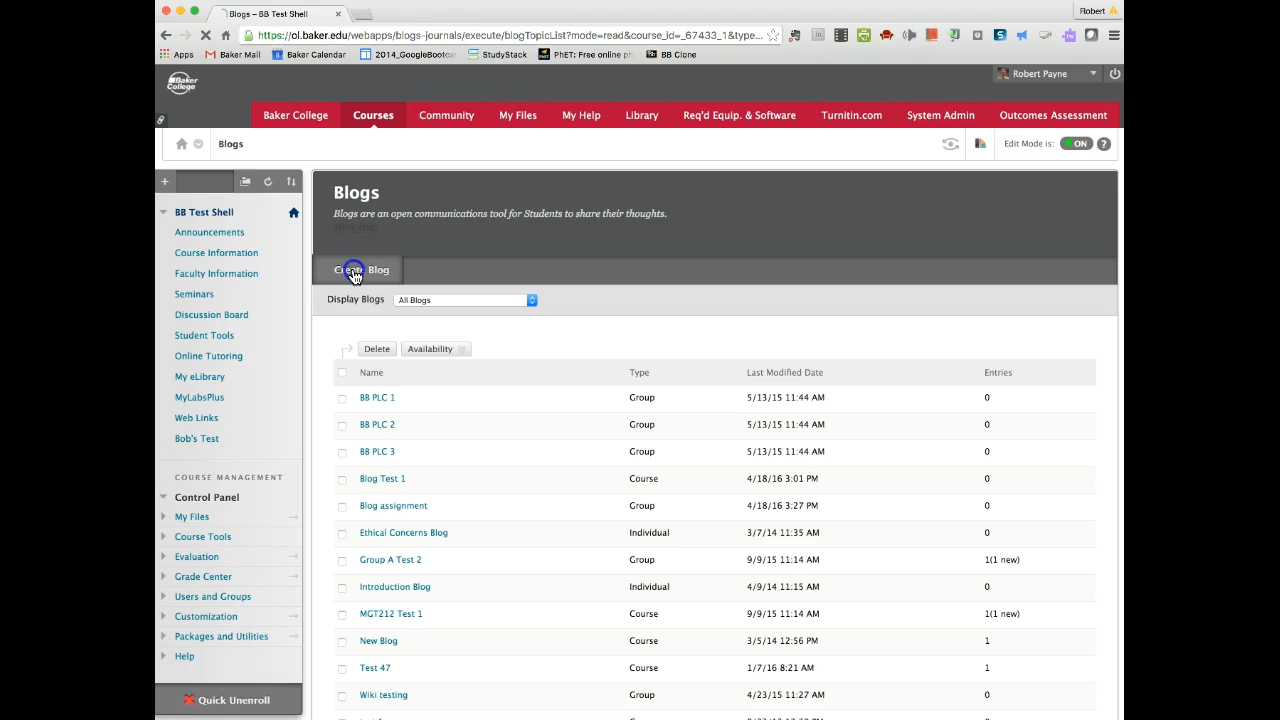 Blogs – BB Test Shell
Robert
https://ol.baker.edu/webapps/blogs-journals/execute/blogTopicList?mode=read&course_id=_67433_1&type...
Apps
Baker Mail
Baker Calendar
2014_GoogleBootca
StudyStack
PhET: Free online ph
BB Clone
Baker College
Robert Payne
Baker College
Courses
Community
My Files
My Help
Library
Req'd Equip. & Software
Turnitin.com
System Admin
Outcomes Assessment
Blogs
Edit Mode is:
ON
?
BB Test Shell
Announcements
Course Information
Faculty Information
Seminars
Discussion Board
Student Tools
Online Tutoring
My eLibrary
MyLabsPlus
Web Links
Bob's Test
COURSE MANAGEMENT
Control Panel
My Files
Course Tools
Evaluation
Grade Center
Users and Groups
Customization
Packages and Utilities
Help
Quick Unenroll
Blogs
Blogs are an open communications tool for Students to share their thoughts.
More Help
Create Blog
Display Blogs
All Blogs
Delete
Availability
Name Type Last Modified Date Entries
BB PLC 1 Group 5/13/15 11:44 AM 0
BB PLC 2 Group 5/13/15 11:44 AM 0
BB PLC 3 Group 5/13/15 11:44 AM 0
Blog Test 1 Course 4/18/16 3:01 PM 0
Blog assignment Group 4/18/16 3:27 PM 0
Ethical Concerns Blog Individual 3/7/14 11:35 AM 0
Group A Test 2 Group 9/9/15 11:14 AM 1(1 new)
Introduction Blog Individual 4/9/14 11:15 AM 0
MGT212 Test 1 Course 9/9/15 11:14 AM 1(1 new)
New Blog Course 3/5/14 12:56 PM 1
Test 47 Course 1/7/16 8:21 AM 1
Wiki testing Group 4/23/15 11:27 AM 0